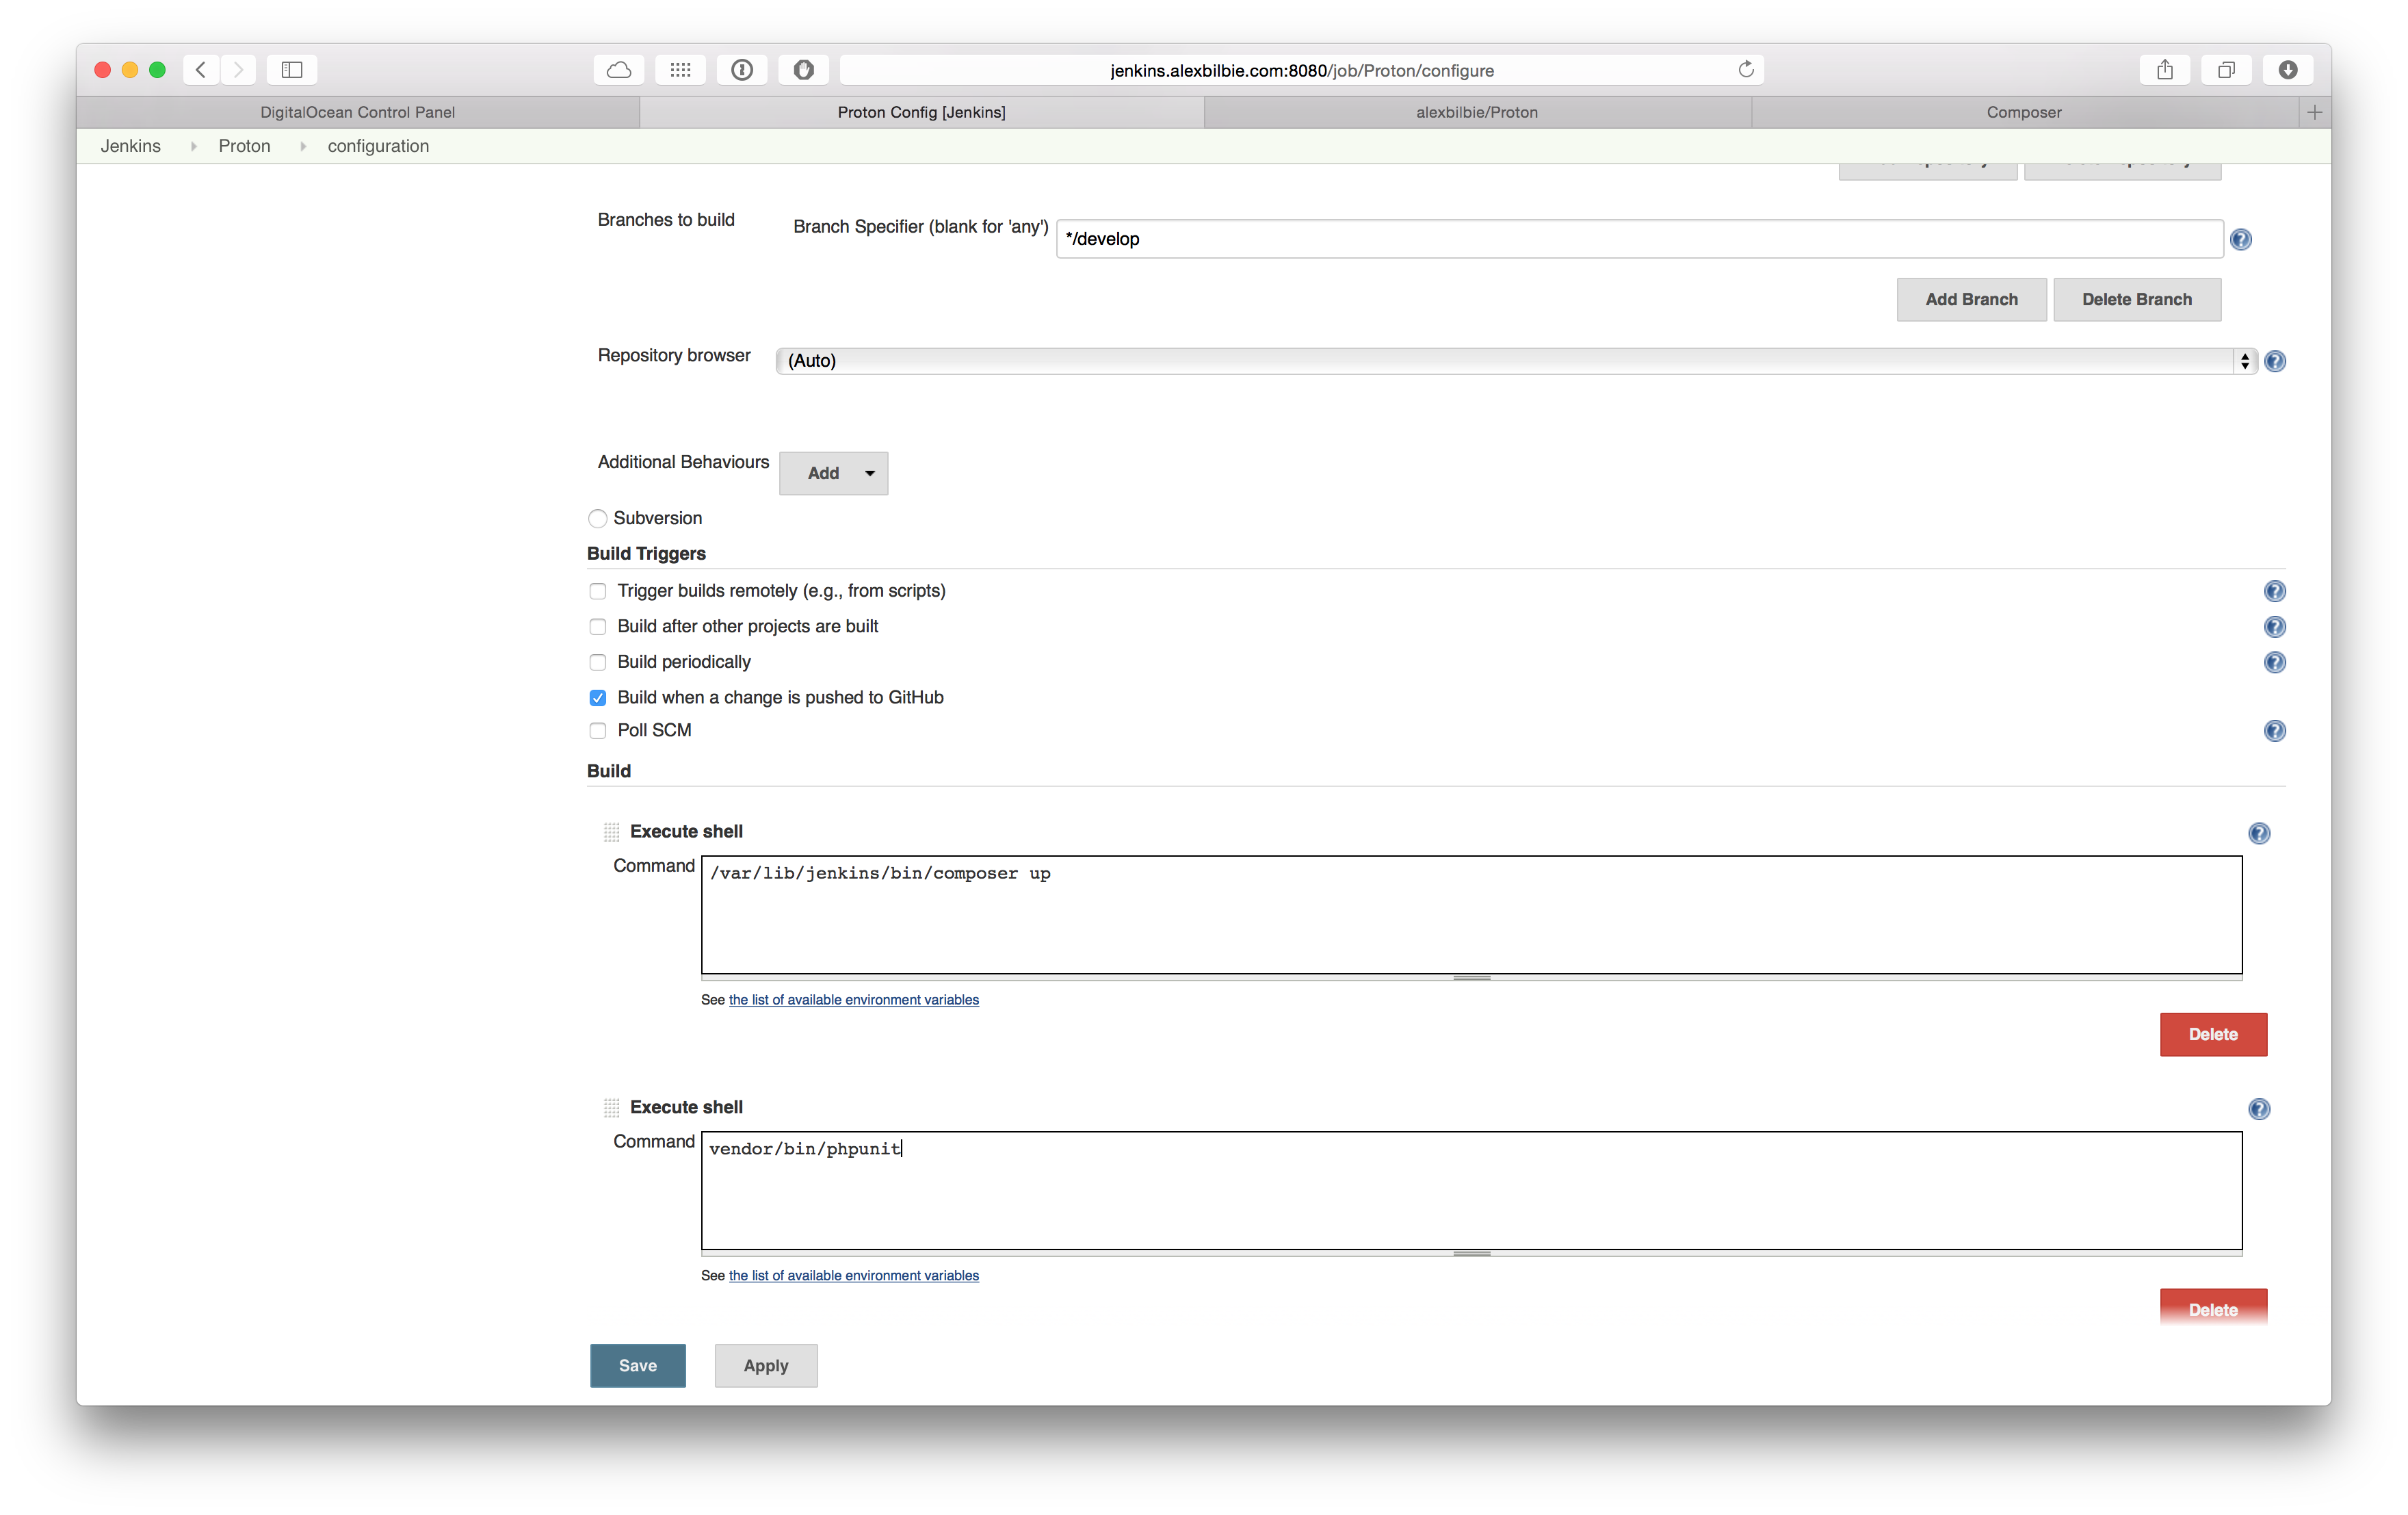 jenkins.alexbilbie.com:8080/job/Proton/configure
DigitalOcean Control Panel
Proton Config [Jenkins]
alexbilbie/Proton
Composer
Jenkins
Proton
configuration
Branches to build
Branch Specifier (blank for 'any')
*/develop
Add Branch
Delete Branch
Repository browser
(Auto)
Additional Behaviours
Add
Subversion
Build Triggers
Trigger builds remotely (e.g., from scripts)
Build after other projects are built
Build periodically
Build when a change is pushed to GitHub
Poll SCM
Build
Execute shell
Command
/var/lib/jenkins/bin/composer up
See the list of available environment variables
Delete
Execute shell
Command
vendor/bin/phpunit
See the list of available environment variables
Delete
Save
Apply